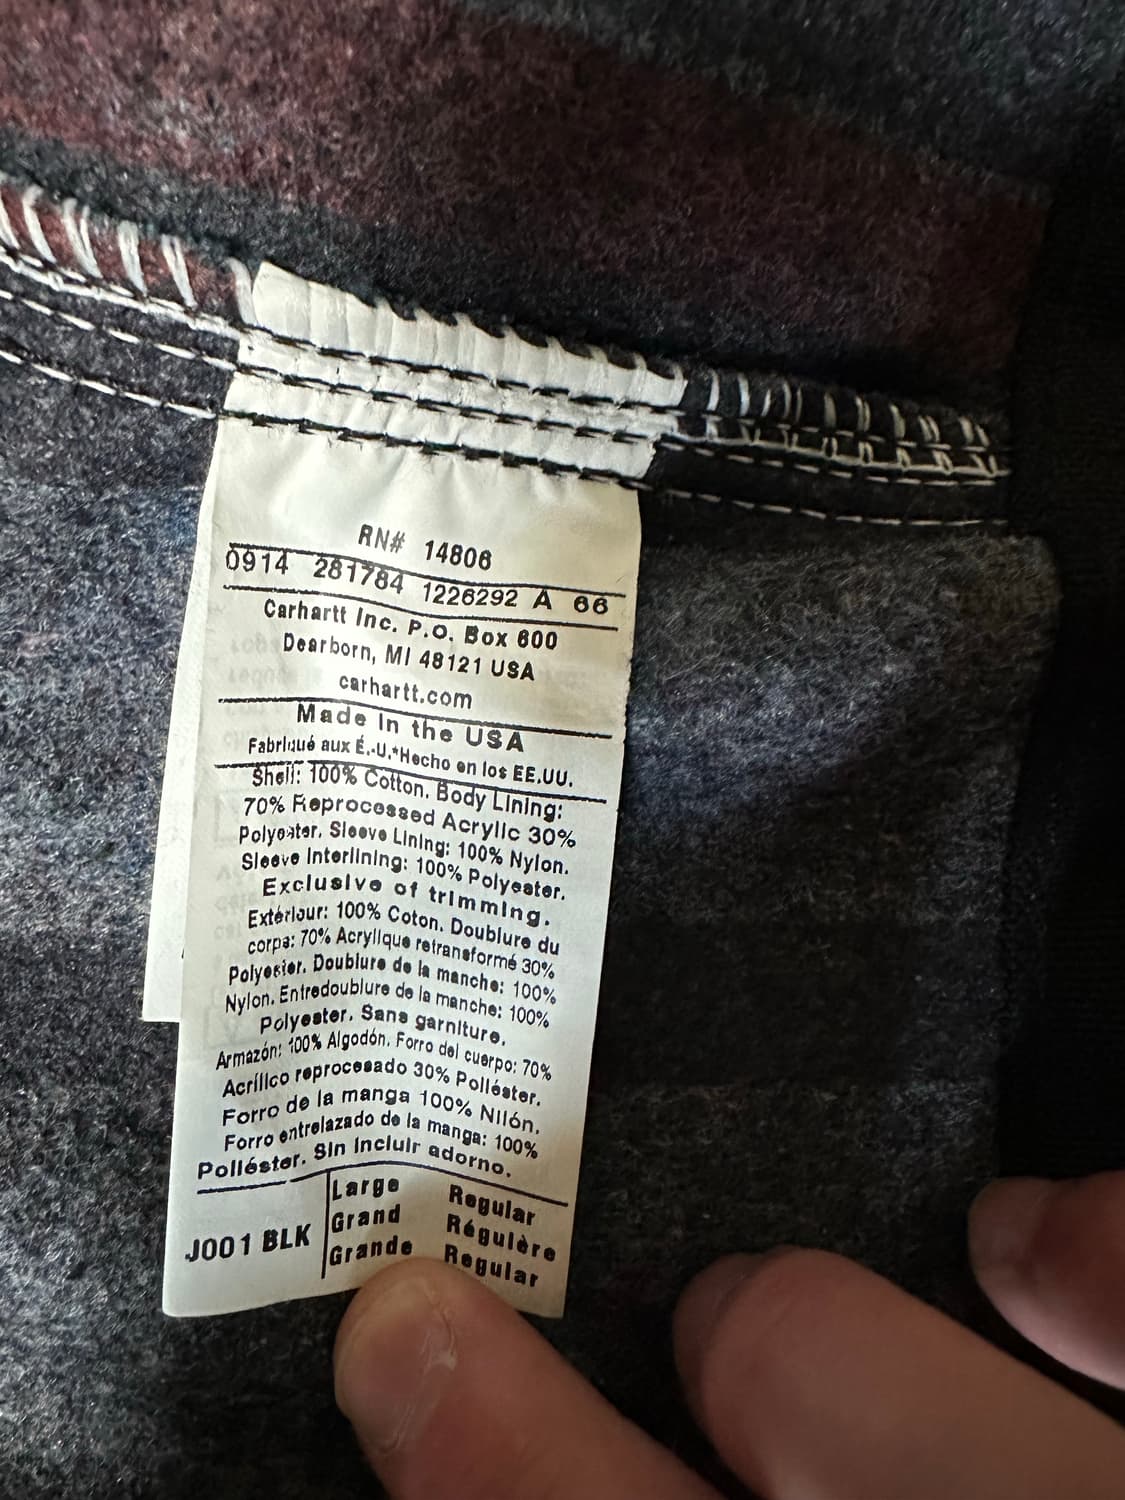 RN# 14806
0914 281784 1226292 A 66
Carhartt Inc. P.O. Box 600
Dearborn, MI 48121 USA
carhartt.com
Made In the USA
Fabriqué aux É.-U.*Hecho en los EE.UU.
Shell: 100% Cotton. Body Lining:
70% Reprocessed Acrylic 30%
Polyester. Sleeve Lining: 100% Nylon.
Sleeve Interlining: 100% Polyester.
Exclusive of trimming.
Extérieur: 100% Coton. Doublure du
corps: 70% Acrylique retransformé 30%
Polyester. Doublure de la manche: 100%
Nylon. Entredoublure de la manche: 100%
Polyester. Sans garniture.
Armazón: 100% Algodón. Forro del cuerpo: 70%
Acrílico reprocesado 30% Poliéster.
Forro de la manga 100% Nilón.
Forro entrelazado de la manga: 100%
Poliéster. Sin incluir adorno.
J001 BLK
Large Regular
Grand Régulère
Grande Regular